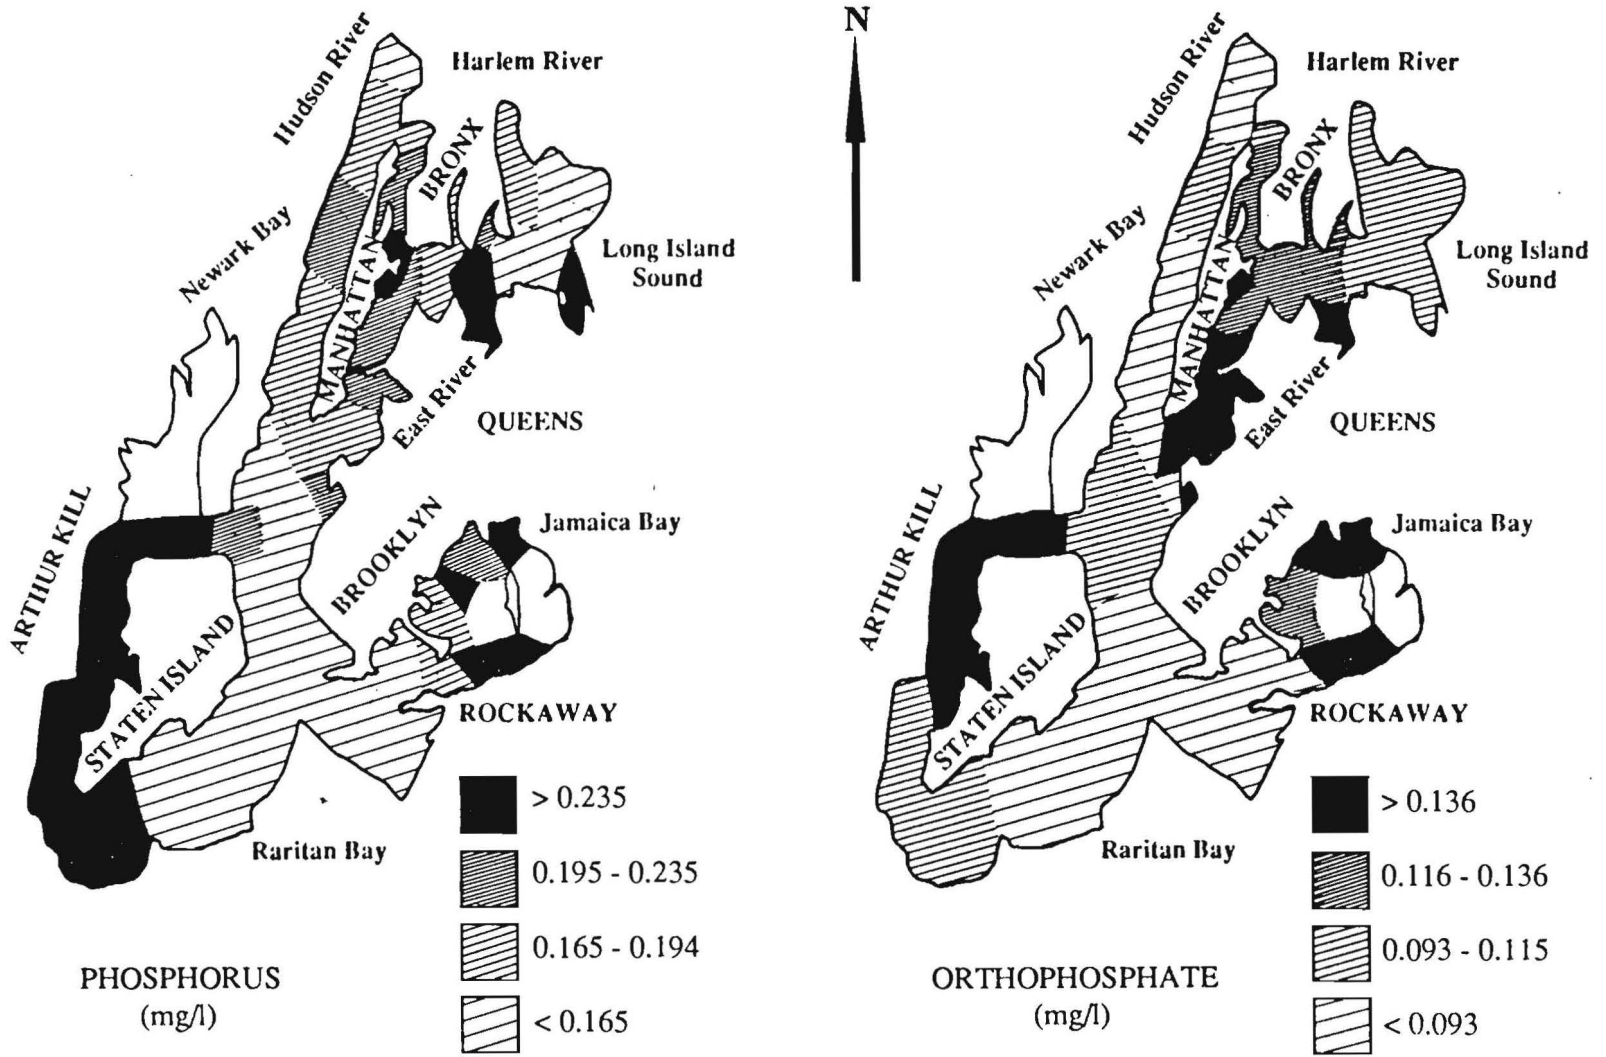 N
Hudson River
Harlem River
BRONX
Newark Bay
MANHATTAN
Long Island
Sound
East River
QUEENS
ARTHUR KILL
BROOKLYN
Jamaica Bay
STATEN ISLAND
ROCKAWAY
Raritan Bay
> 0.235
0.195 - 0.235
0.165 - 0.194
< 0.165
PHOSPHORUS
(mg/l)
Hudson River
Harlem River
BRONX
Newark Bay
MANHATTAN
Long Island
Sound
East River
QUEENS
ARTHUR KILL
BROOKLYN
Jamaica Bay
STATEN ISLAND
ROCKAWAY
Raritan Bay
> 0.136
0.116 - 0.136
0.093 - 0.115
< 0.093
ORTHOPHOSPHATE
(mg/l)